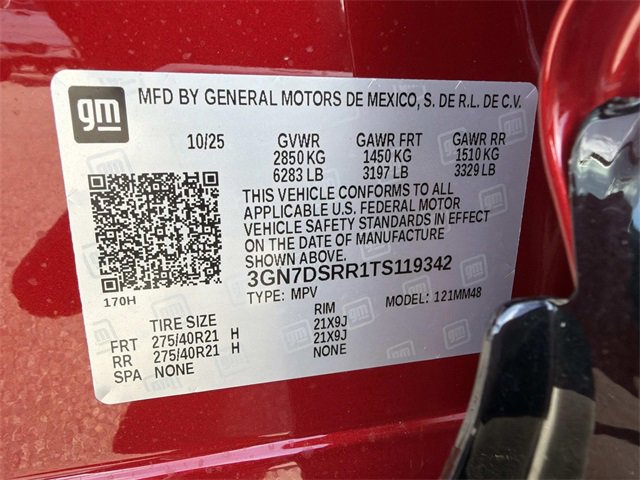 gm
MFD BY GENERAL MOTORS DE MEXICO, S. DE R.L. DE C.V.
10/25 GVWR GAWR FRT GAWR RR
2850 KG 1450 KG 1510 KG
6283 LB 3197 LB 3329 LB
THIS VEHICLE CONFORMS TO ALL
APPLICABLE U.S. FEDERAL MOTOR
VEHICLE SAFETY STANDARDS IN EFFECT
ON THE DATE OF MANUFACTURE
SHOWN ABOVE.
3GN7DSRR1TS119342
170H TYPE: MPV MODEL: 121MM48
TIRE SIZE RIM
FRT 275/40R21 H 21X9J
RR 275/40R21 H 21X9J
SPA NONE NONE